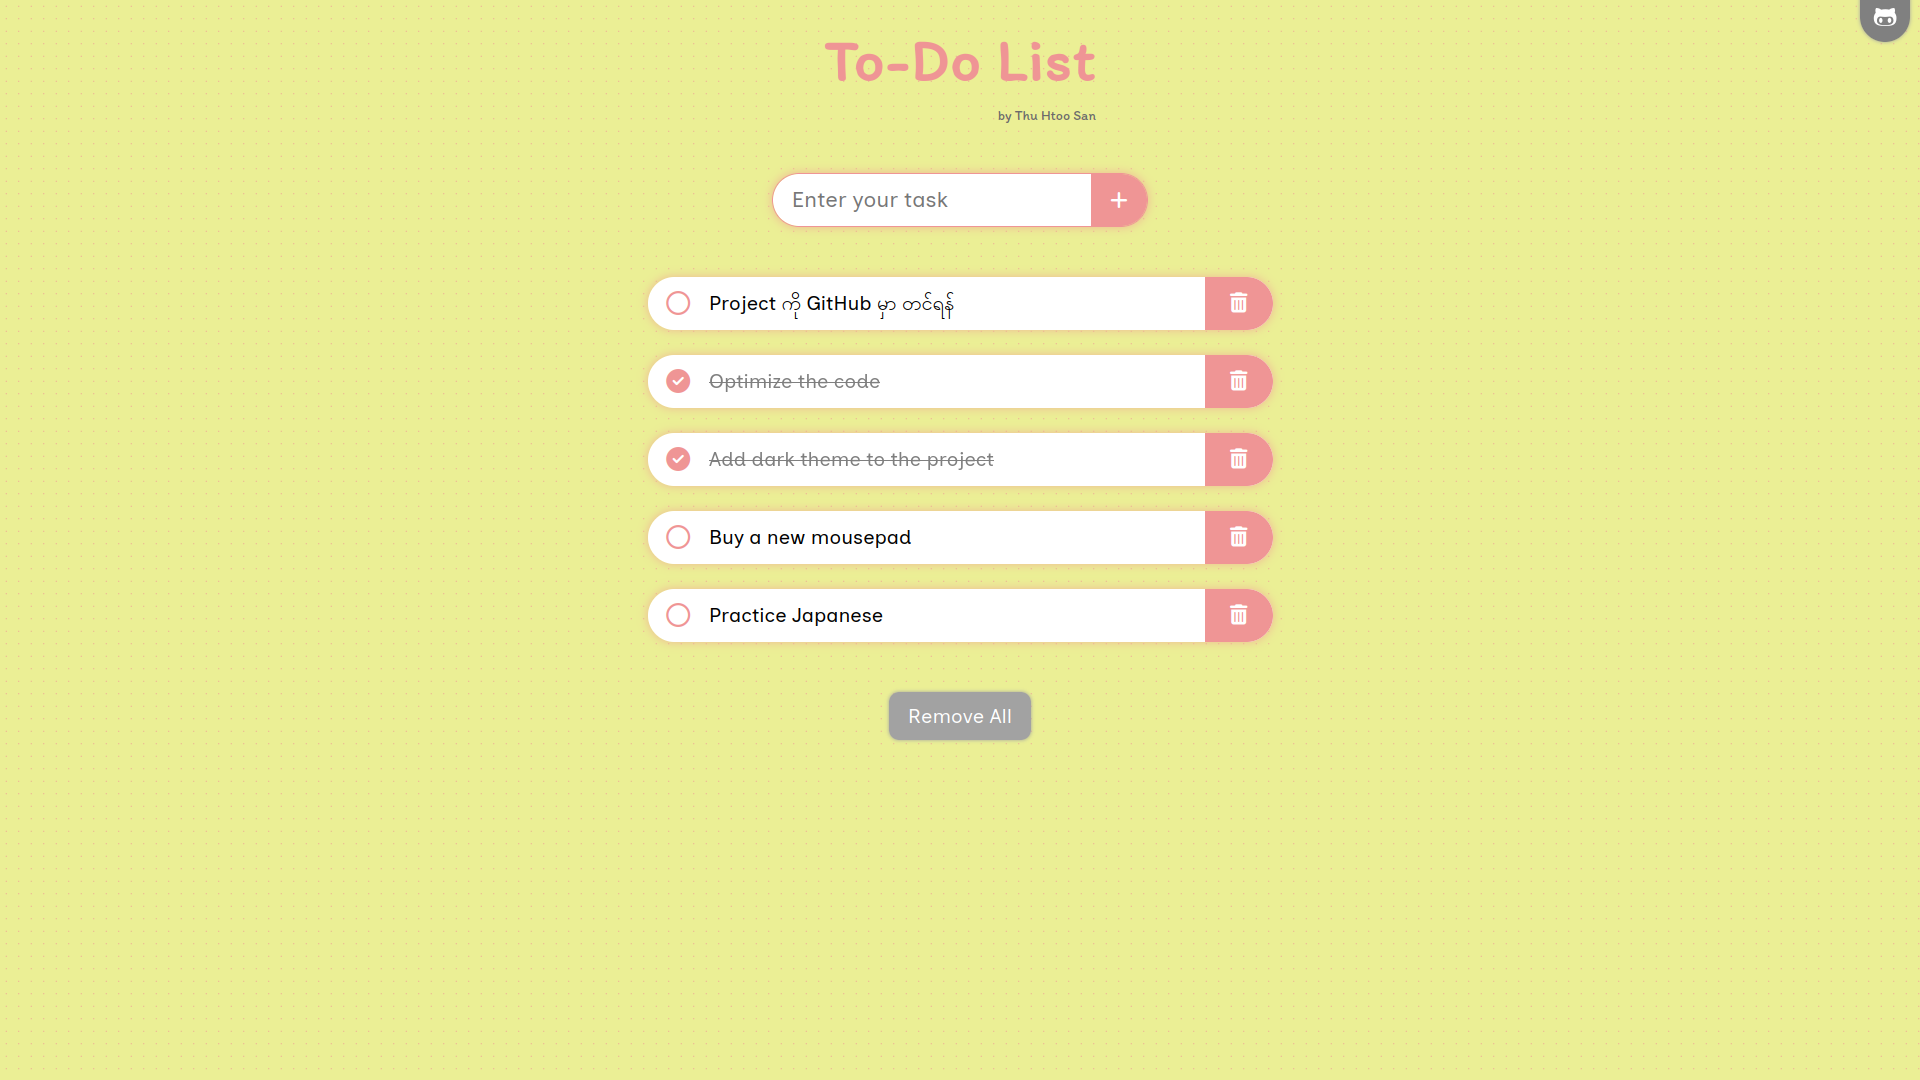 To-Do List
by Thu Htoo San
Enter your task
Project ကို GitHub မှာ တင်ရန်
Optimize the code
Add dark theme to the project
Buy a new mousepad
Practice Japanese
Remove All